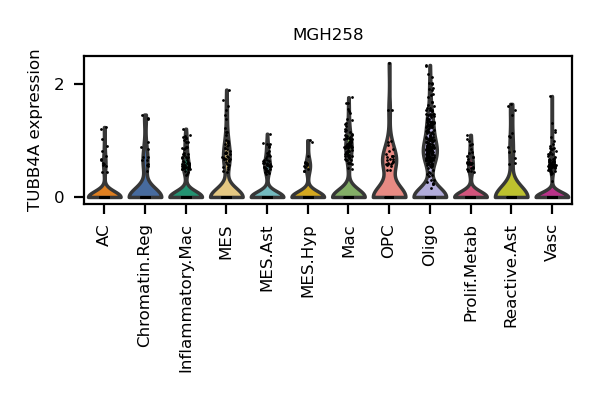 MGH258
TUBB4A expression
2
0
AC
Chromatin.Reg
Inflammatory.Mac
MES
MES.Ast
MES.Hyp
Mac
OPC
Oligo
Prolif.Metab
Reactive.Ast
Vasc